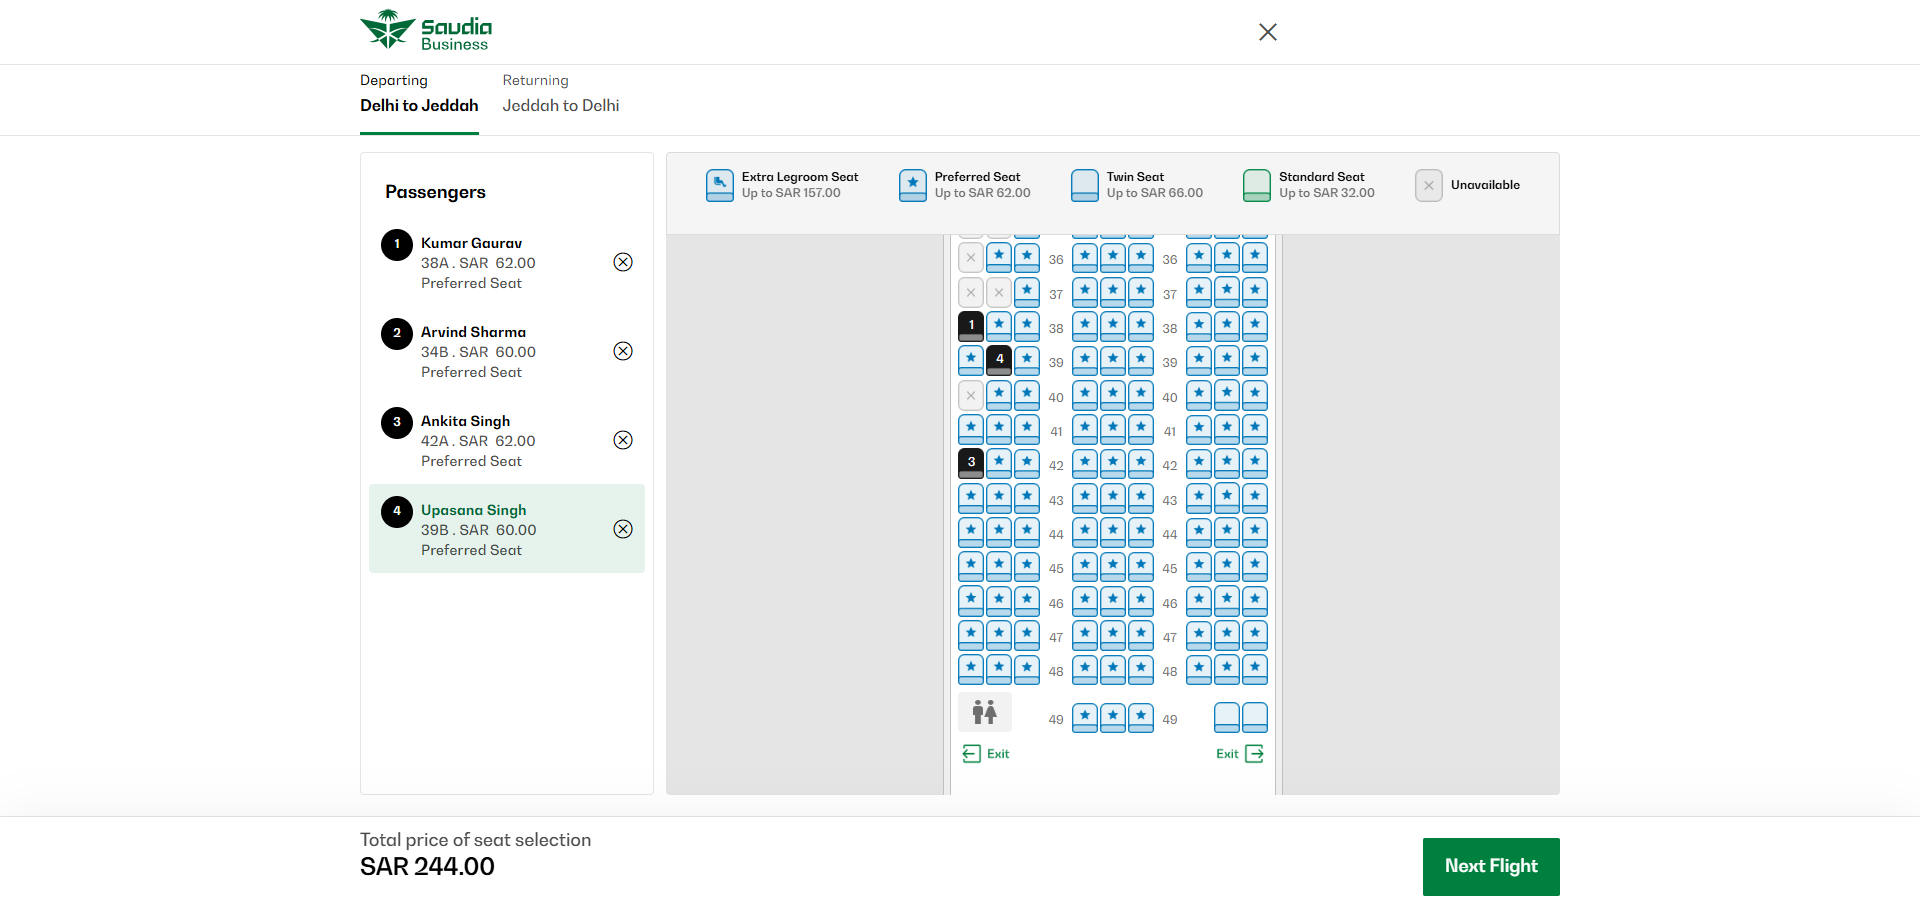 Saudia
Business
Departing
Delhi to Jeddah
Returning
Jeddah to Delhi
Passengers
1
Kumar Gaurav
38A . SAR 62.00
Preferred Seat
2
Arvind Sharma
34B . SAR 60.00
Preferred Seat
3
Ankita Singh
42A . SAR 62.00
Preferred Seat
4
Upasana Singh
39B . SAR 60.00
Preferred Seat
Extra Legroom Seat
Up to SAR 157.00
Preferred Seat
Up to SAR 62.00
Twin Seat
Up to SAR 66.00
Standard Seat
Up to SAR 32.00
Unavailable
36 36
37 37
1 38 38
4 39 39
40 40
41 41
3 42 42
43 43
44 44
45 45
46 46
47 47
48 48
49 49
Exit Exit
Total price of seat selection
SAR 244.00
Next Flight